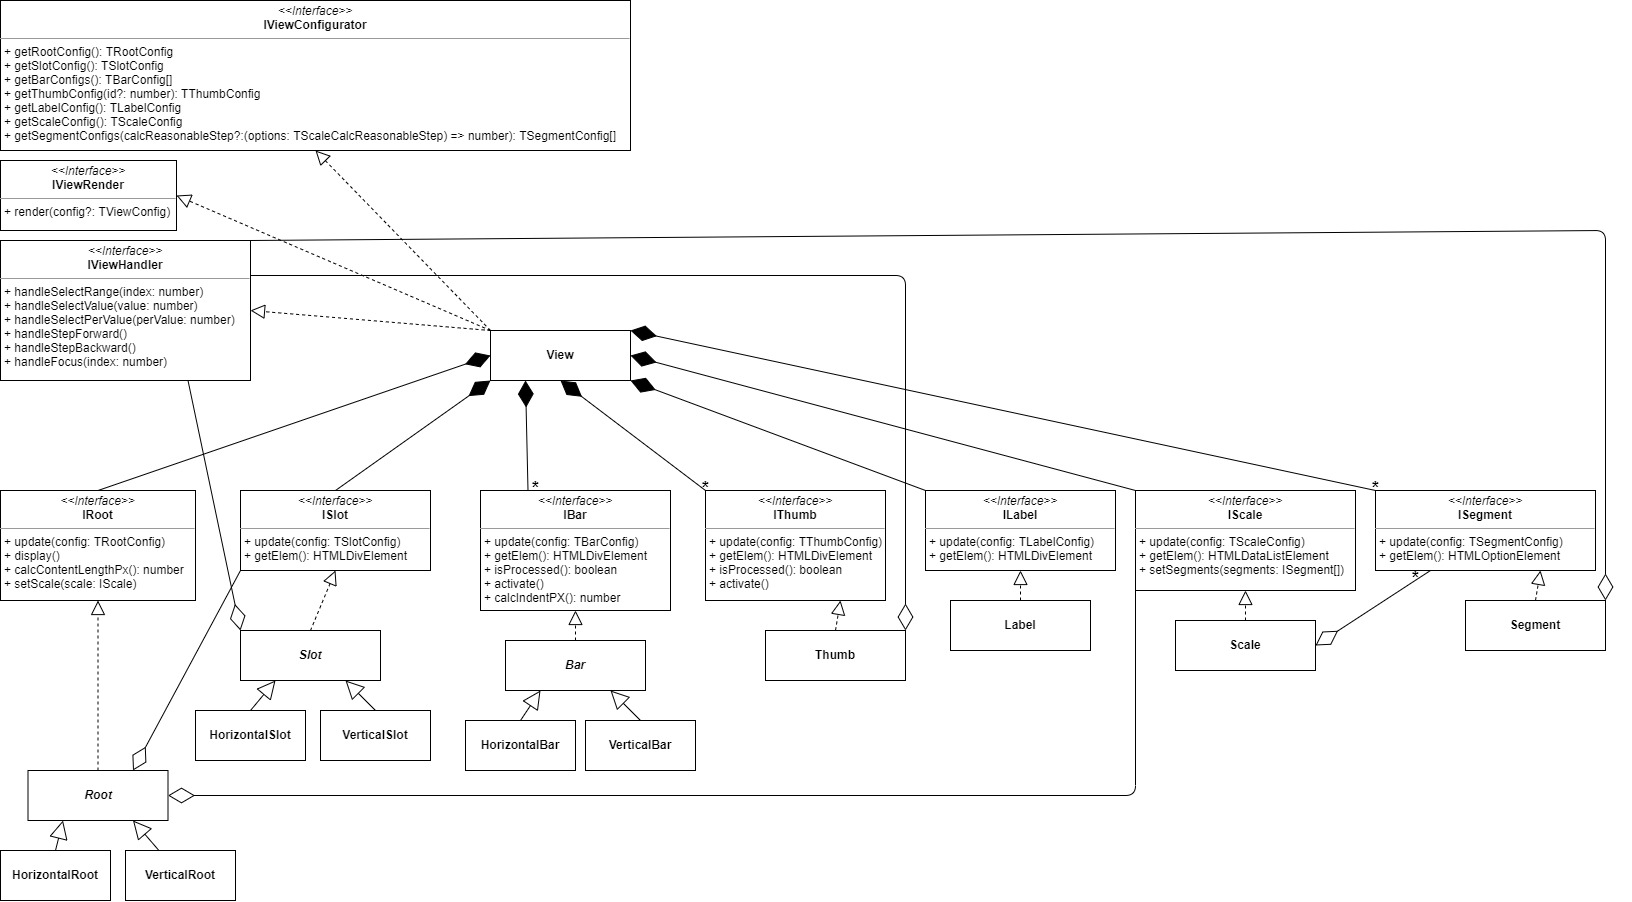 <<Interface>>
IViewConfigurator
+ getRootConfig(): TRootConfig
+ getSlotConfig(): TSlotConfig
+ getBarConfigs(): TBarConfig[]
+ getThumbConfig(id?: number): TThumbConfig
+ getLabelConfig(): TLabelConfig
+ getScaleConfig(): TScaleConfig
+ getSegmentConfigs(calcReasonableStep?:(options: TScaleCalcReasonableStep) => number): TSegmentConfig[]
<<Interface>>
IViewRender
+ render(config?: TViewConfig)
<<Interface>>
IViewHandler
+ handleSelectRange(index: number)
+ handleSelectValue(value: number)
+ handleSelectPerValue(perValue: number)
+ handleStepForward()
+ handleStepBackward()
+ handleFocus(index: number)
View
*
*
*
<<Interface>>
IRoot
+ update(config: TRootConfig)
+ display()
+ calcContentLengthPx(): number
+ setScale(scale: IScale)
<<Interface>>
ISlot
+ update(config: TSlotConfig)
+ getElem(): HTMLDivElement
<<Interface>>
IBar
+ update(config: TBarConfig)
+ getElem(): HTMLDivElement
+ isProcessed(): boolean
+ activate()
+ calcIndentPX(): number
<<Interface>>
IThumb
+ update(config: TThumbConfig)
+ getElem(): HTMLDivElement
+ isProcessed(): boolean
+ activate()
<<Interface>>
ILabel
+ update(config: TLabelConfig)
+ getElem(): HTMLDivElement
<<Interface>>
IScale
+ update(config: TScaleConfig)
+ getElem(): HTMLDataListElement
+ setSegments(segments: ISegment[])
<<Interface>>
ISegment
+ update(config: TSegmentConfig)
+ getElem(): HTMLOptionElement
*
Slot
Bar
Thumb
Label
Scale
Segment
HorizontalSlot
VerticalSlot
HorizontalBar
VerticalBar
Root
HorizontalRoot
VerticalRoot